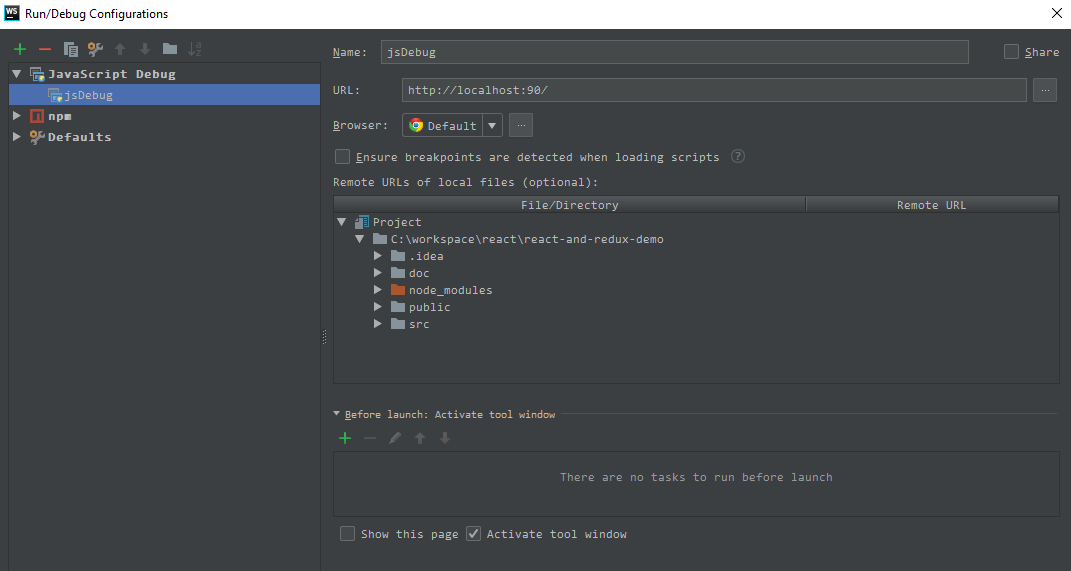 WS Run/Debug Configurations
JavaScript Debug
jsDebug
npm
Defaults
Name: jsDebug Share
URL: http://localhost:90/ ...
Browser: Default ...
Ensure breakpoints are detected when loading scripts ?
Remote URLs of local files (optional):
File/Directory Remote URL
Project
C:\workspace\react\react-and-redux-demo
.idea
doc
node_modules
public
src
Before launch: Activate tool window
There are no tasks to run before launch
Show this page Activate tool window